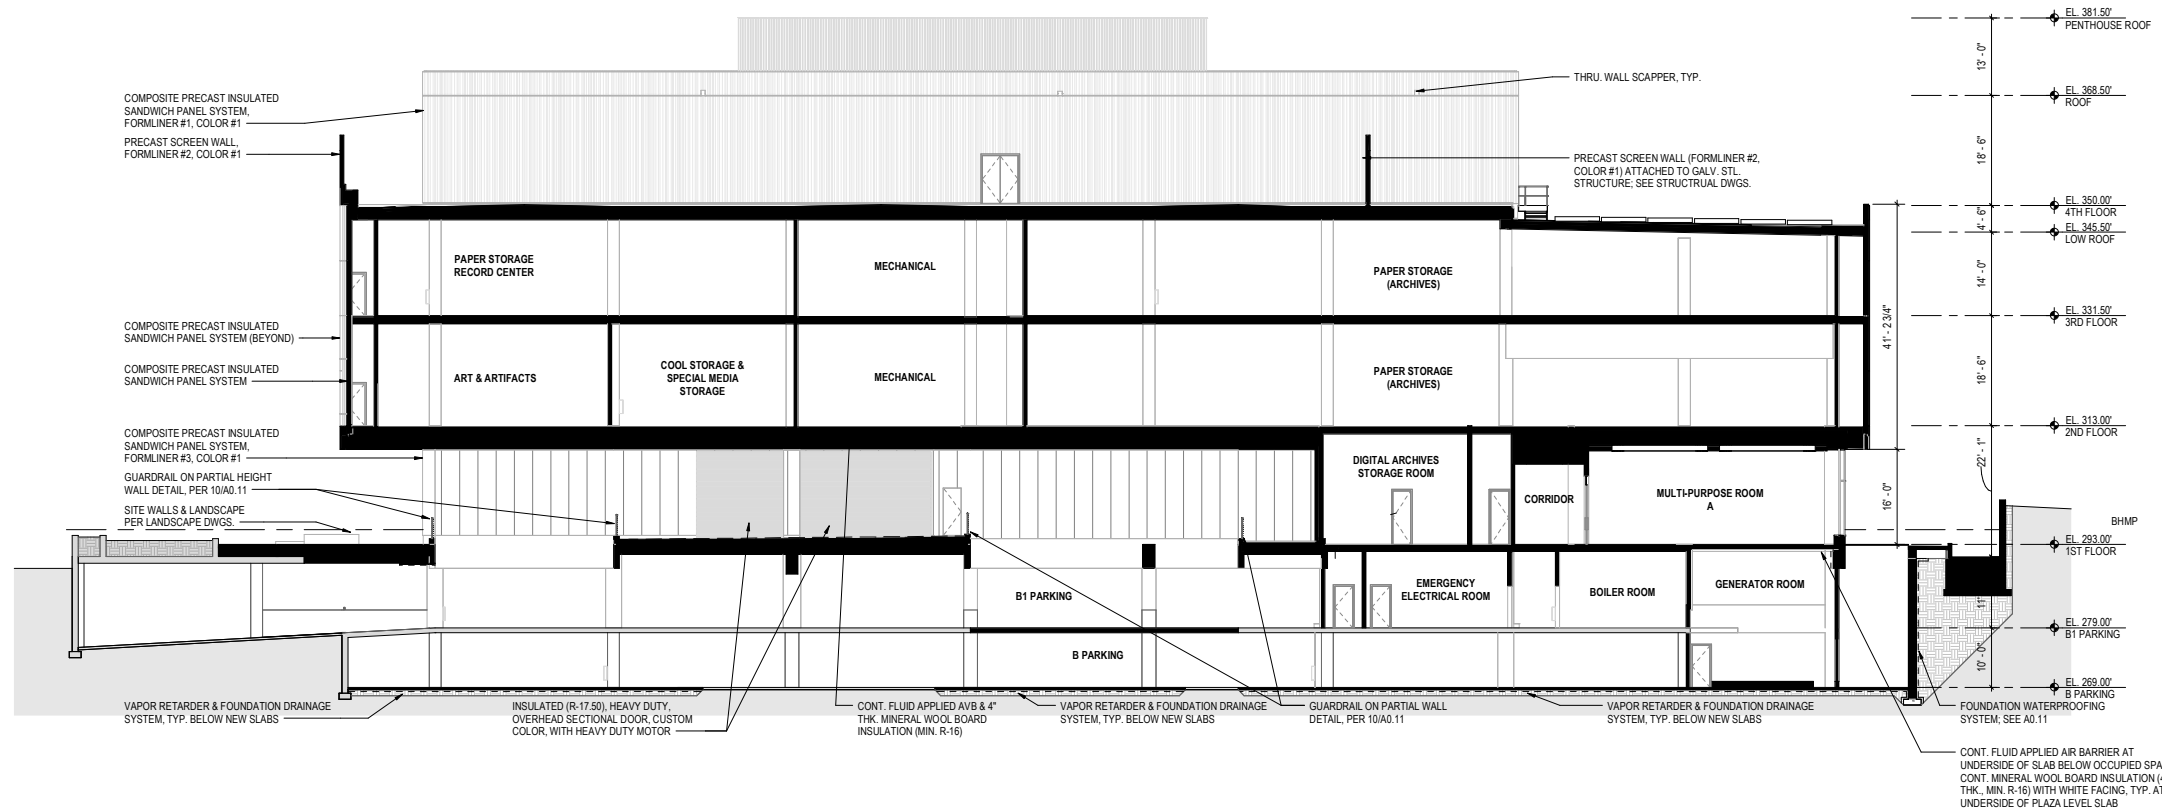 EL. 381.50'
PENTHOUSE ROOF
13' - 0"
THRU. WALL SCAPPER, TYP.
EL. 368.50'
ROOF
COMPOSITE PRECAST INSULATED
SANDWICH PANEL SYSTEM,
FORMLINER #1, COLOR #1
PRECAST SCREEN WALL,
FORMLINER #2, COLOR #1
PRECAST SCREEN WALL (FORMLINER #2,
COLOR #1) ATTACHED TO GALV. STL.
STRUCTURE; SEE STRUCTRUAL DWGS.
18' - 6"
EL. 350.00'
4TH FLOOR
4' - 6"
EL. 345.50'
LOW ROOF
PAPER STORAGE
RECORD CENTER
MECHANICAL
PAPER STORAGE
(ARCHIVES)
14' - 0"
EL. 331.50'
3RD FLOOR
41' - 2 3/4"
COMPOSITE PRECAST INSULATED
SANDWICH PANEL SYSTEM (BEYOND)
COMPOSITE PRECAST INSULATED
SANDWICH PANEL SYSTEM
ART & ARTIFACTS
COOL STORAGE &
SPECIAL MEDIA
STORAGE
MECHANICAL
PAPER STORAGE
(ARCHIVES)
18' - 6"
EL. 313.00'
2ND FLOOR
COMPOSITE PRECAST INSULATED
SANDWICH PANEL SYSTEM,
FORMLINER #3, COLOR #1
GUARDRAIL ON PARTIAL HEIGHT
WALL DETAIL, PER 10/A0.11
SITE WALLS & LANDSCAPE
PER LANDSCAPE DWGS.
DIGITAL ARCHIVES
STORAGE ROOM
CORRIDOR
MULTI-PURPOSE ROOM
A
16' - 0"
22' - 1"
BHMP
EL. 293.00'
1ST FLOOR
B1 PARKING
EMERGENCY
ELECTRICAL ROOM
BOILER ROOM
GENERATOR ROOM
11'
EL. 279.00'
B1 PARKING
B PARKING
10' - 0"
EL. 269.00'
B PARKING
VAPOR RETARDER & FOUNDATION DRAINAGE
SYSTEM, TYP. BELOW NEW SLABS
INSULATED (R-17.50), HEAVY DUTY,
OVERHEAD SECTIONAL DOOR, CUSTOM
COLOR, WITH HEAVY DUTY MOTOR
CONT. FLUID APPLIED AVB & 4"
THK. MINERAL WOOL BOARD
INSULATION (MIN. R-16)
VAPOR RETARDER & FOUNDATION DRAINAGE
SYSTEM, TYP. BELOW NEW SLABS
GUARDRAIL ON PARTIAL WALL
DETAIL, PER 10/A0.11
VAPOR RETARDER & FOUNDATION DRAINAGE
SYSTEM, TYP. BELOW NEW SLABS
FOUNDATION WATERPROOFING
SYSTEM; SEE A0.11
CONT. FLUID APPLIED AIR BARRIER AT
UNDERSIDE OF SLAB BELOW OCCUPIED
CONT. MINERAL WOOL BOARD INSULATION
THK., MIN. R-16) WITH WHITE FACING, TYP.
UNDERSIDE OF PLAZA LEVEL SLAB